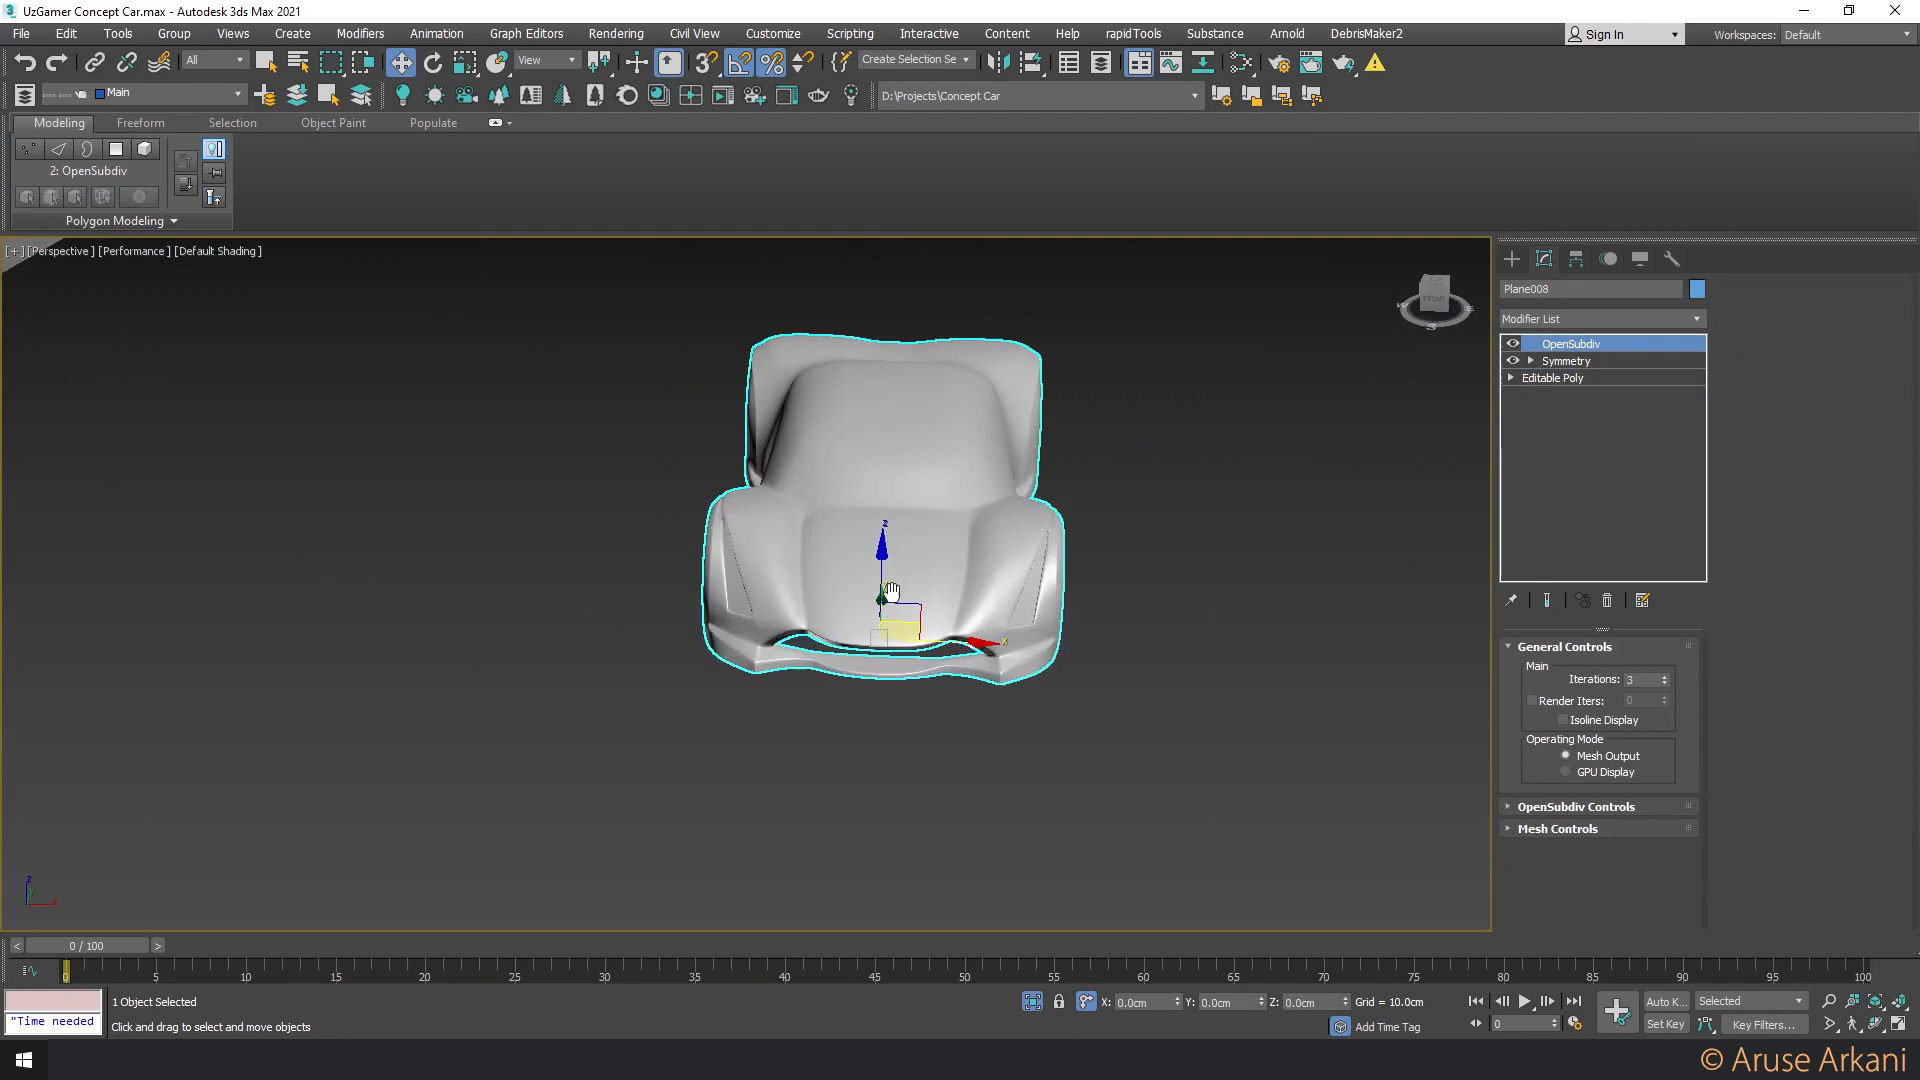 UzGamer Concept Car.max - Autodesk 3ds Max 2021
File Edit Tools Group Views Create Modifiers Animation Graph Editors Rendering Civil View Customize Scripting Interactive Content Help rapidTools Substance Arnold DebrisMaker2 Sign In Workspaces: Default
All View Create Selection Se
Main D:\Projects\Concept Car
Modeling Freeform Selection Object Paint Populate
2: OpenSubdiv
Polygon Modeling
[+] [Perspective] [Performance] [Default Shading]
FRONT
Plane008
Modifier List
OpenSubdiv
Symmetry
Editable Poly
z
x
General Controls
Main
Iterations: 3
Render Iters: 0
Isoline Display
Operating Mode
Mesh Output
GPU Display
OpenSubdiv Controls
Mesh Controls
z
y
x
< 0 / 100 >
0 5 10 15 20 25 30 35 40 45 50 55 60 65 70 75 80 85 90 95 100
1 Object Selected X: 0.0cm Y: 0.0cm Z: 0.0cm Grid = 10.0cm Auto K... Selected
"Time needed Click and drag to select and move objects Add Time Tag 0 Set Key Key Filters...
© Aruse Arkani